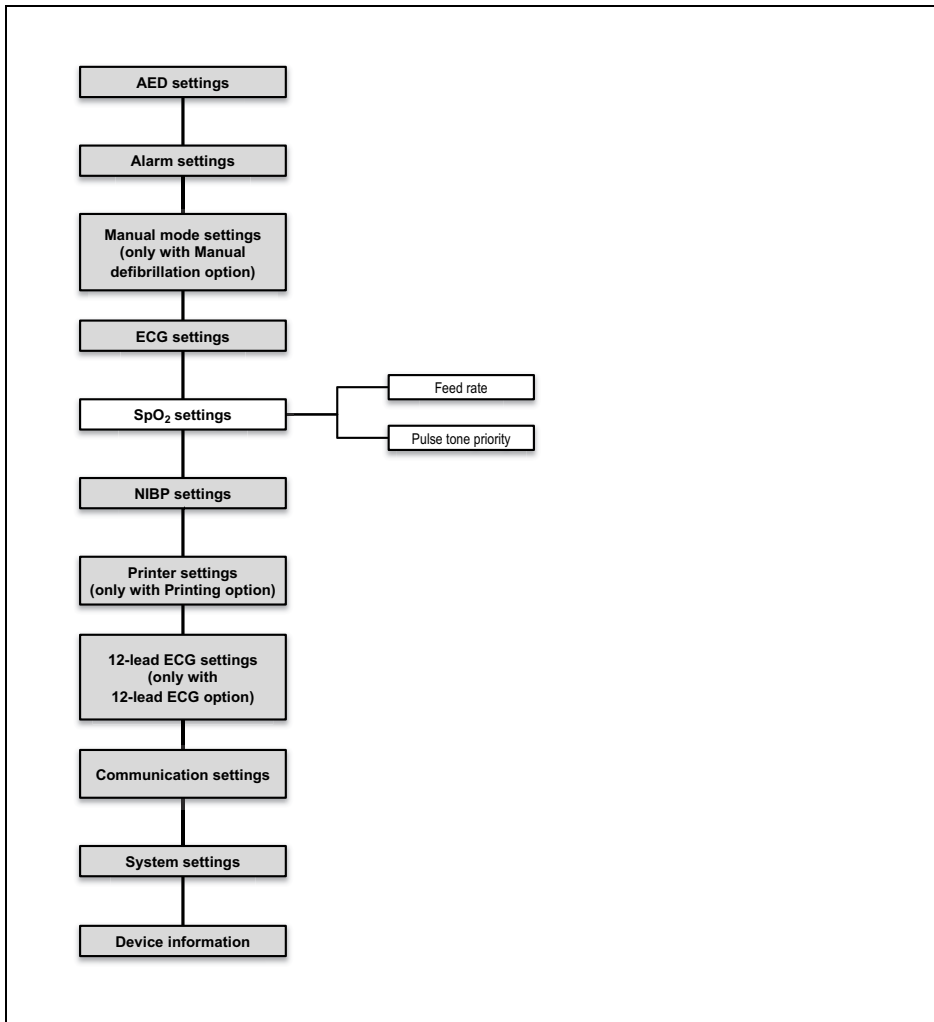 AED settings
Alarm settings
Manual mode settings
(only with Manual
defibrillation option)
ECG settings
SpO₂ settings
Feed rate
Pulse tone priority
NIBP settings
Printer settings
(only with Printing option)
12-lead ECG settings
(only with
12-lead ECG option)
Communication settings
System settings
Device information